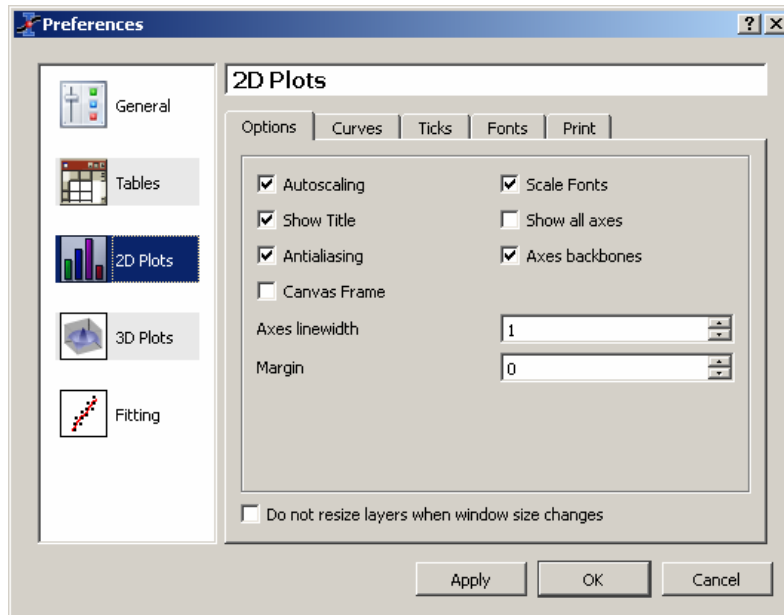 Preferences
General
Tables
2D Plots
3D Plots
Fitting
2D Plots
Options Curves Ticks Fonts Print
Autoscaling Scale Fonts
Show Title Show all axes
Antialiasing Axes backbones
Canvas Frame
Axes linewidth 1
Margin 0
Do not resize layers when window size changes
Apply OK Cancel